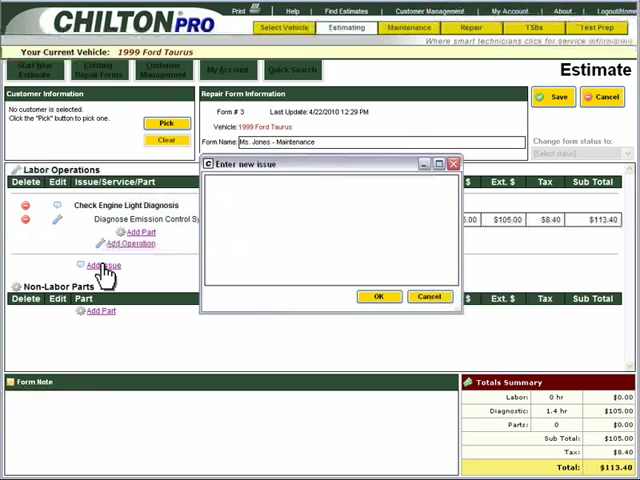 CHILTON PRO
Print
Help
Find Estimates
Customer Management
My Account
About...
Logout/Home
Select Vehicle
Estimating
Maintenance
Repair
TSBs
Test Prep
Where smart technicians click for service information
Your Current Vehicle: 1999 Ford Taurus
Start New Estimate
Existing Repair Forms
Customer Management
My Account
Quick Search
Estimate
Customer Information
No customer is selected.
Click the "Pick" button to pick one.
Pick
Clear
Repair Form Information
Form # 3 Last Update: 4/22/2010 12:29 PM
Vehicle: 1999 Ford Taurus
Form Name: Ms. Jones - Maintenance
Save
Cancel
Change form status to:
[Select status]
Labor Operations
Delete Edit Issue/Service/Part
Ext. $ Tax Sub Total
Check Engine Light Diagnosis
Diagnose Emission Control Sy
5.00 $105.00 $8.40 $113.40
Add Part
Add Operation
Add Issue
Enter new issue
OK
Cancel
Non-Labor Parts
Delete Edit Part
Ext. $ Tax Sub Total
Add Part
Form Note
Totals Summary
Labor: 0 hr $0.00
Diagnostic: 1.4 hr $105.00
Parts: 0 $0.00
Sub Total: $105.00
Tax: $8.40
Total: $113.40